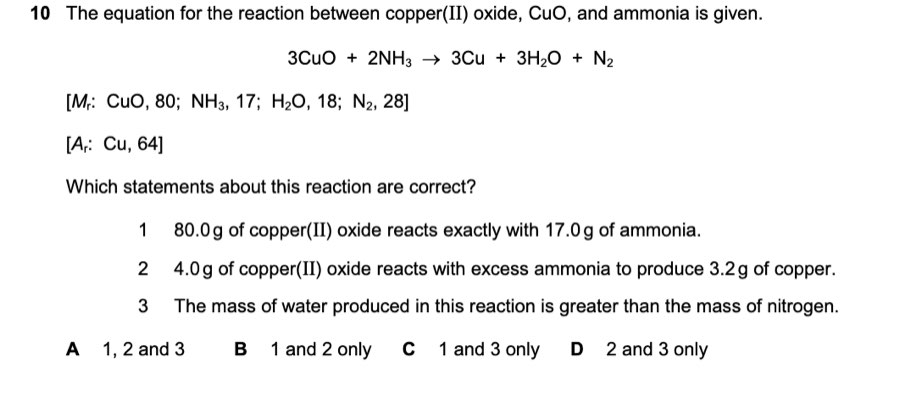 10 The equation for the reaction between copper(II) oxide, CuO, and ammonia is given.
3CuO + 2NH₃ → 3Cu + 3H₂O + N₂
[Mᵣ: CuO, 80; NH₃, 17; H₂O, 18; N₂, 28]
[Aᵣ: Cu, 64]
Which statements about this reaction are correct?
1 80.0g of copper(II) oxide reacts exactly with 17.0g of ammonia.
2 4.0g of copper(II) oxide reacts with excess ammonia to produce 3.2g of copper.
3 The mass of water produced in this reaction is greater than the mass of nitrogen.
A 1, 2 and 3 B 1 and 2 only C 1 and 3 only D 2 and 3 only